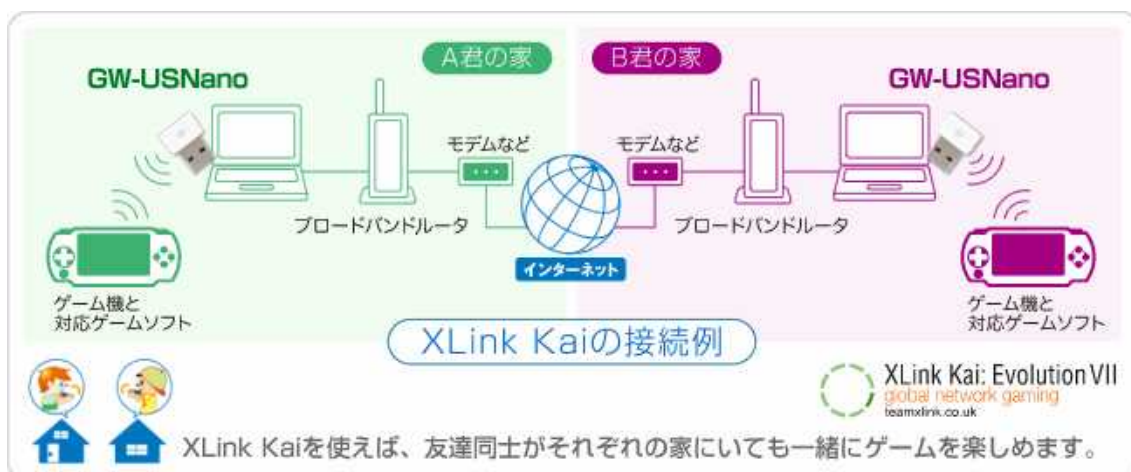 A君の家
B君の家
GW-USNano
GW-USNano
モデムなど
モデムなど
ブロードバンドルータ
ブロードバンドルータ
インターネット
ゲーム機と
対応ゲームソフト
ゲーム機と
対応ゲームソフト
XLink Kaiの接続例
XLink Kai: Evolution VII
global network gaming
teamxlink.co.uk
XLink Kaiを使えば、友達同士がそれぞれの家にいても一緒にゲームを楽しめます。